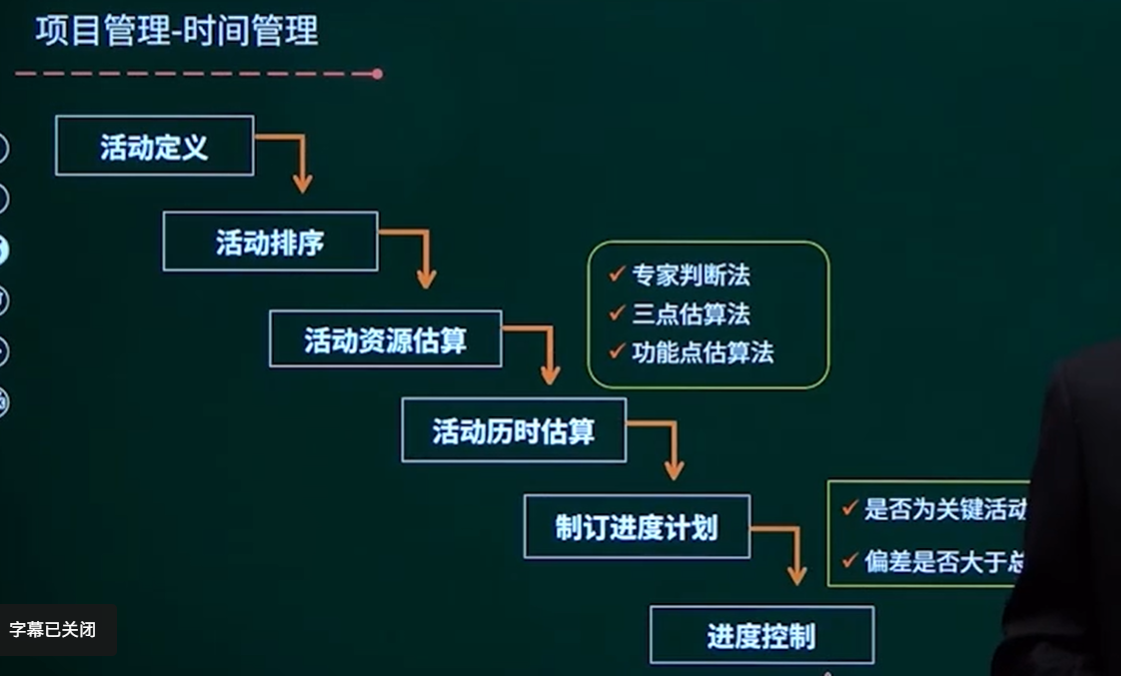 项目管理-时间管理
活动定义
活动排序
活动资源估算
✓专家判断法
✓三点估算法
✓功能点估算法
活动历时估算
制订进度计划
✓是否为关键活动
✓偏差是否大于总
进度控制
字幕已关闭